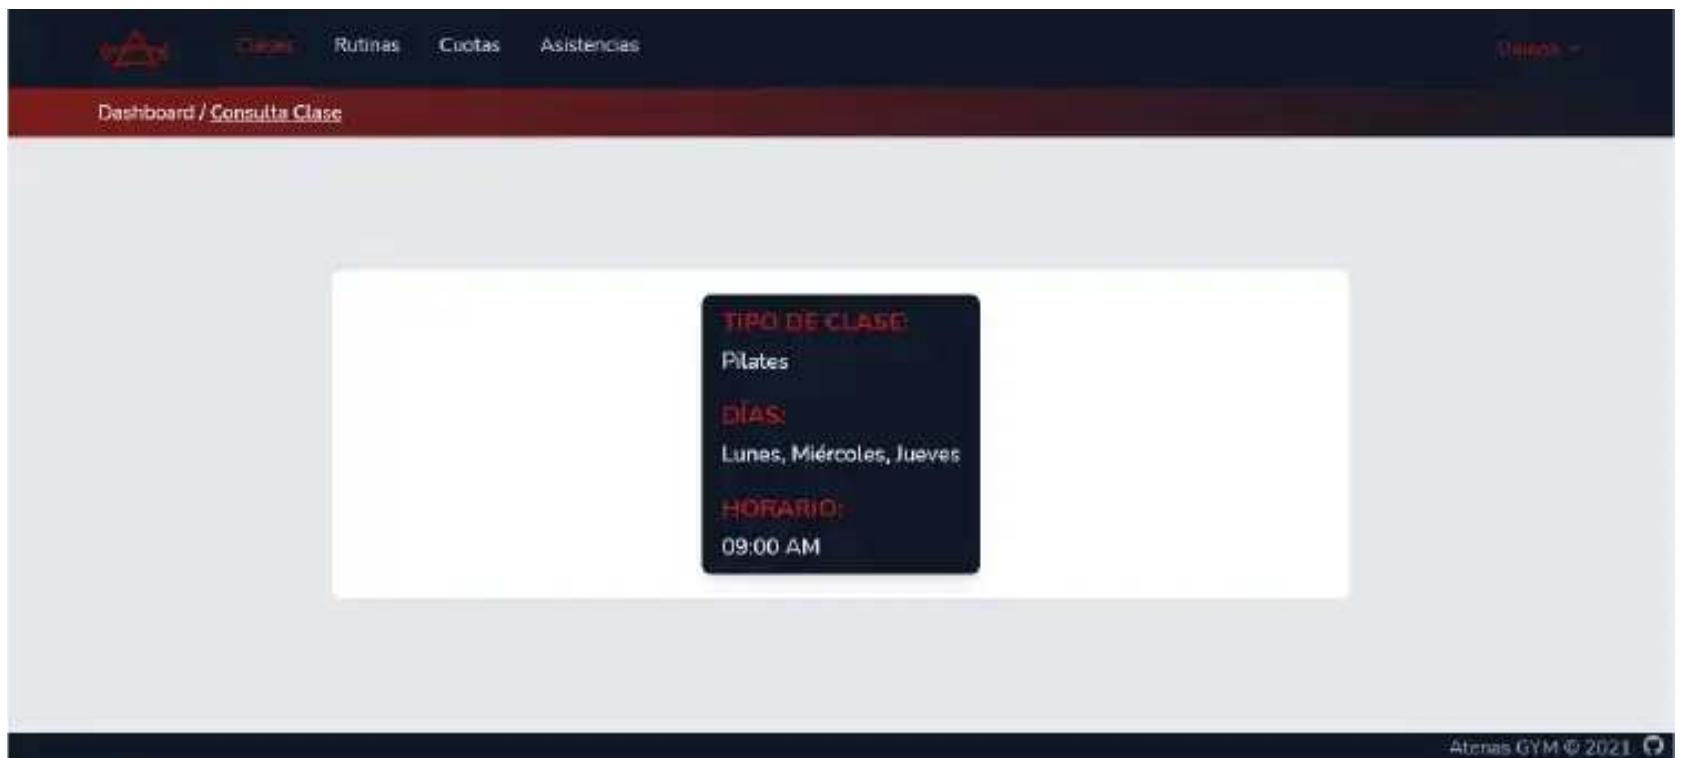 Clases Rutinas Cuotas Asistencias
Dashboard / Consulta Clase
TIPO DE CLASE:
Pilates
DÍAS:
Lunes, Miércoles, Jueves
HORARIO:
09:00 AM
Atenas GYM © 2021